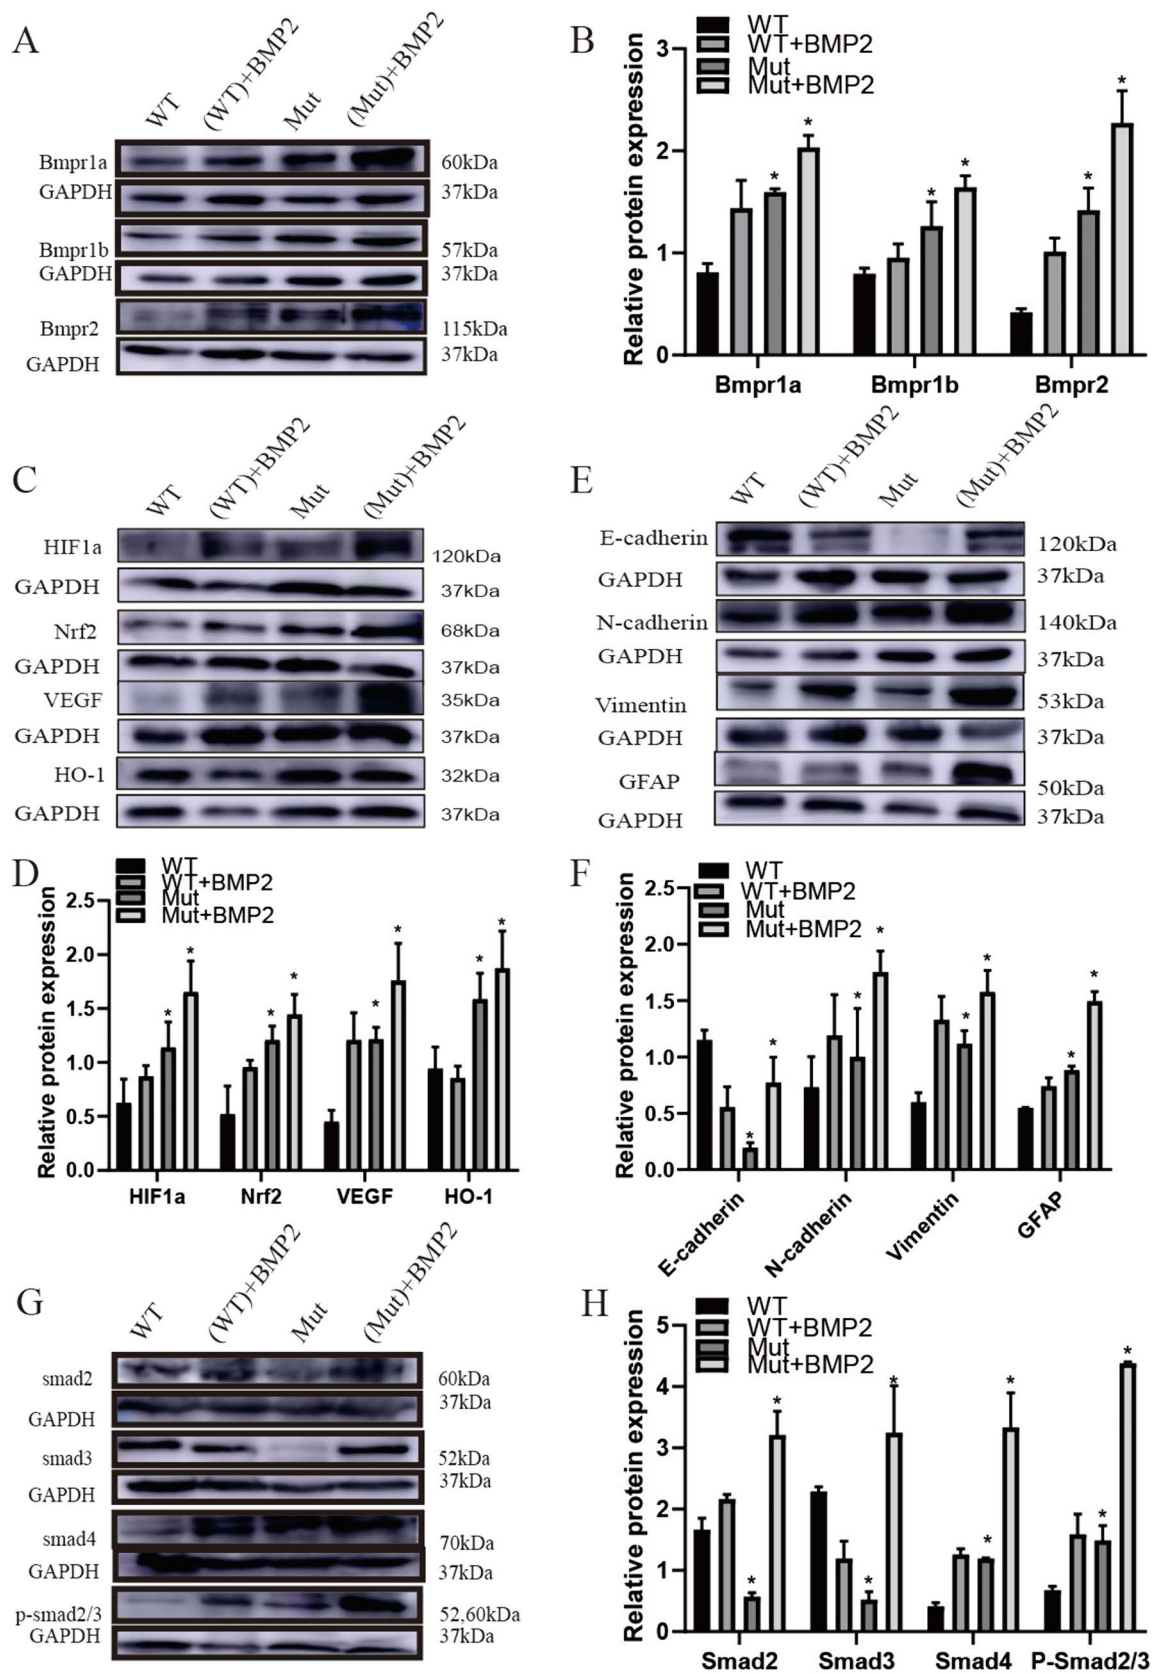 A
WT
(WT)+BMP2
Mut
(Mut)+BMP2
Bmpr1a
60kDa
GAPDH
37kDa
Bmpr1b
57kDa
GAPDH
37kDa
Bmpr2
115kDa
GAPDH
37kDa
B
WT
WT+BMP2
Mut
Mut+BMP2
Relative protein expression
3
2
1
0
* * * * * *
Bmpr1a Bmpr1b Bmpr2
C
WT
(WT)+BMP2
Mut
(Mut)+BMP2
HIF1a
120kDa
GAPDH
37kDa
Nrf2
68kDa
GAPDH
37kDa
VEGF
35kDa
GAPDH
37kDa
HO-1
32kDa
GAPDH
37kDa
E
WT
(WT)+BMP2
Mut
(Mut)+BMP2
E-cadherin
120kDa
GAPDH
37kDa
N-cadherin
140kDa
GAPDH
37kDa
Vimentin
53kDa
GAPDH
37kDa
GFAP
50kDa
GAPDH
37kDa
D
WT
WT+BMP2
Mut
Mut+BMP2
Relative protein expression
2.5
2.0
1.5
1.0
0.5
0.0
* * * * * * * *
HIF1a Nrf2 VEGF HO-1
F
WT
WT+BMP2
Mut
Mut+BMP2
Relative protein expression
2.5
2.0
1.5
1.0
0.5
0.0
* * * * * * * *
E-cadherin
N-cadherin
Vimentin
GFAP
G
WT
(WT)+BMP2
Mut
(Mut)+BMP2
smad2
60kDa
GAPDH
37kDa
smad3
52kDa
GAPDH
37kDa
smad4
70kDa
GAPDH
37kDa
p-smad2/3
52,60kDa
GAPDH
37kDa
H
WT
WT+BMP2
Mut
Mut+BMP2
Relative protein expression
5
4
3
2
1
0
* * * * * * * *
Smad2 Smad3 Smad4 P-Smad2/3